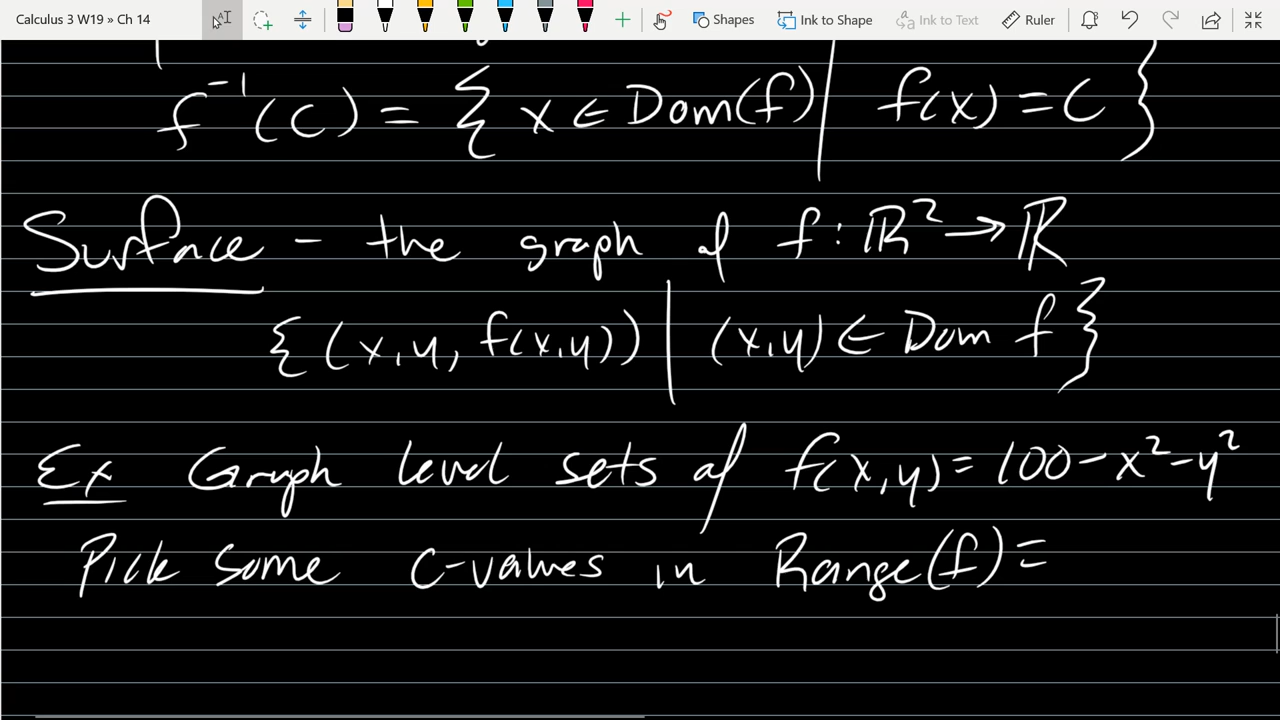 Calculus 3 W19 » Ch 14 Shapes Ink to Shape Ink to Text Ruler
f⁻¹(c) = { x ∈ Dom(f) | f(x) = c }
Surface - the graph of f: ℝ² → ℝ
{ (x,y, f(x,y)) | (x,y) ∈ Dom f }
Ex Graph level sets of f(x,y) = 100 - x² - y²
Pick some c-values in Range(f) =